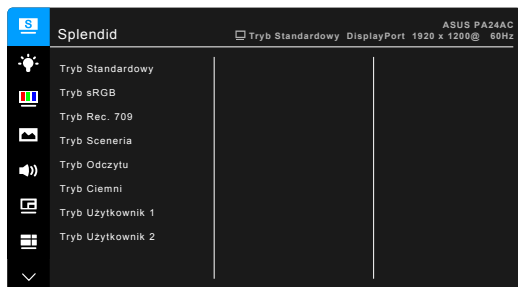 S
ASUS PA24AC
Splendid
Tryb Standardowy DisplayPort 1920 x 1200@ 60Hz
Tryb Standardowy
Tryb sRGB
Tryb Rec. 709
Tryb Sceneria
Tryb Odczytu
Tryb Ciemni
Tryb Użytkownik 1
Tryb Użytkownik 2